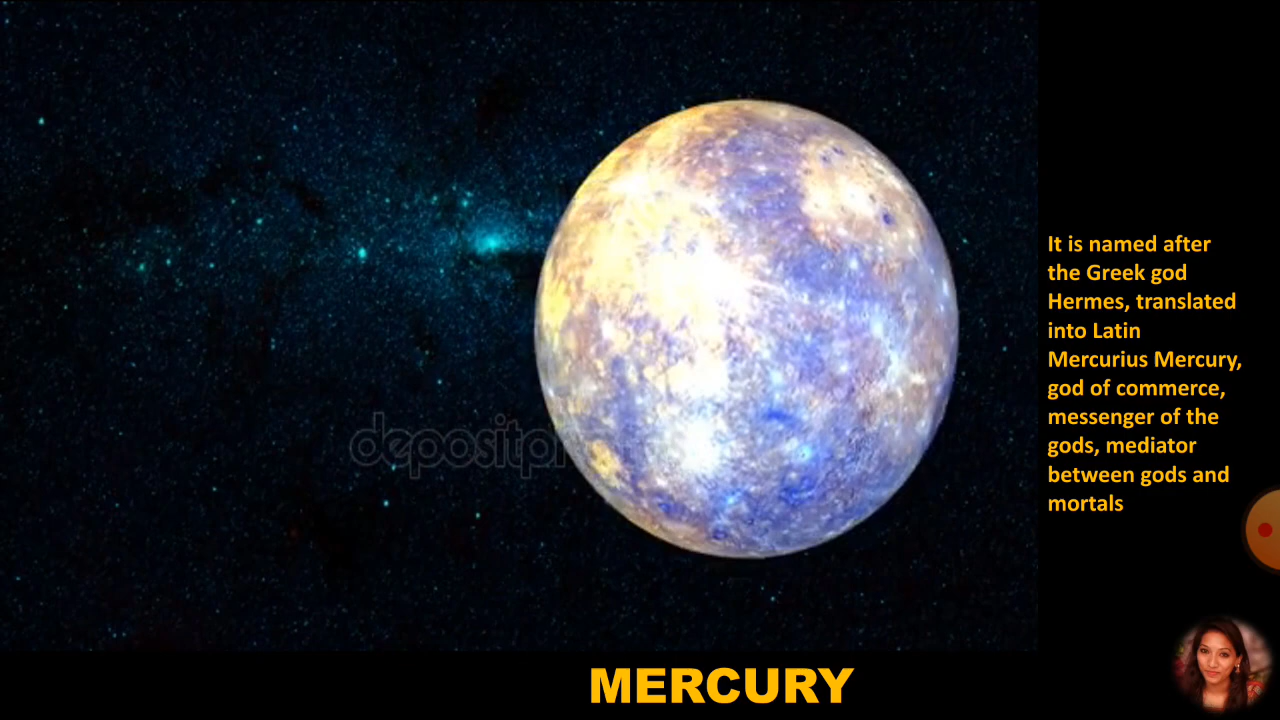 It is named after
the Greek god
Hermes, translated
into Latin
Mercurius Mercury,
god of commerce,
messenger of the
gods, mediator
between gods and
mortals
MERCURY